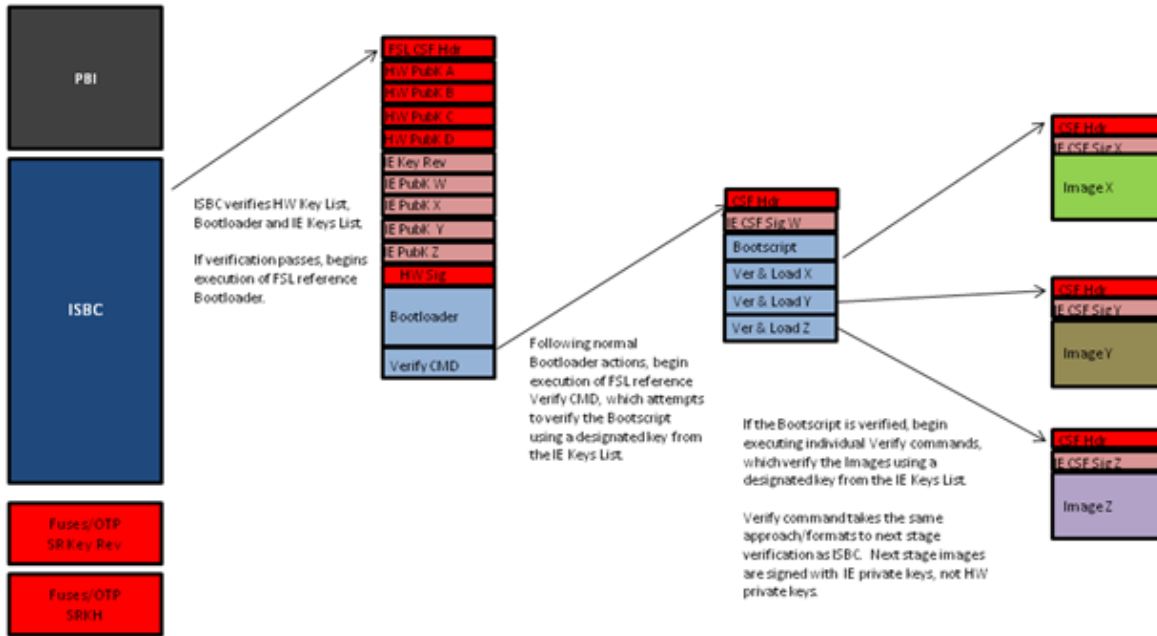 PBI
ISBC
Fuses/OTP
SR Key Rev
Fuses/OTP
SRKH
ISBC verifies HW Key List,
Bootloader and IE Keys List.
If verification passes, begins
execution of FSL reference
Bootloader.
FSL CSF Hdr
HW PubK A
HW PubK B
HW PubK C
HW PubK D
IE Key Rev
IE PubK W
IE PubK X
IE PubK Y
IE PubK Z
HW Sig
Bootloader
Verify CMD
Following normal
Bootloader actions, begin
execution of FSL reference
Verify CMD, which attempts
to verify the Bootscript
using a designated key from
the IE Keys List.
CSF Hdr
IE CSF Sig W
Bootscript
Ver & Load X
Ver & Load Y
Ver & Load Z
If the Bootscript is verified, begin
executing individual Verify commands,
which verify the Images using a
designated key from the IE Keys List.
Verify command takes the same
approach/formats to next stage
verification as ISBC. Next stage images
are signed with IE private keys, not HW
private keys.
CSF Hdr
IE CSF Sig X
Image X
CSF Hdr
IE CSF Sig Y
Image Y
CSF Hdr
IE CSF Sig Z
Image Z